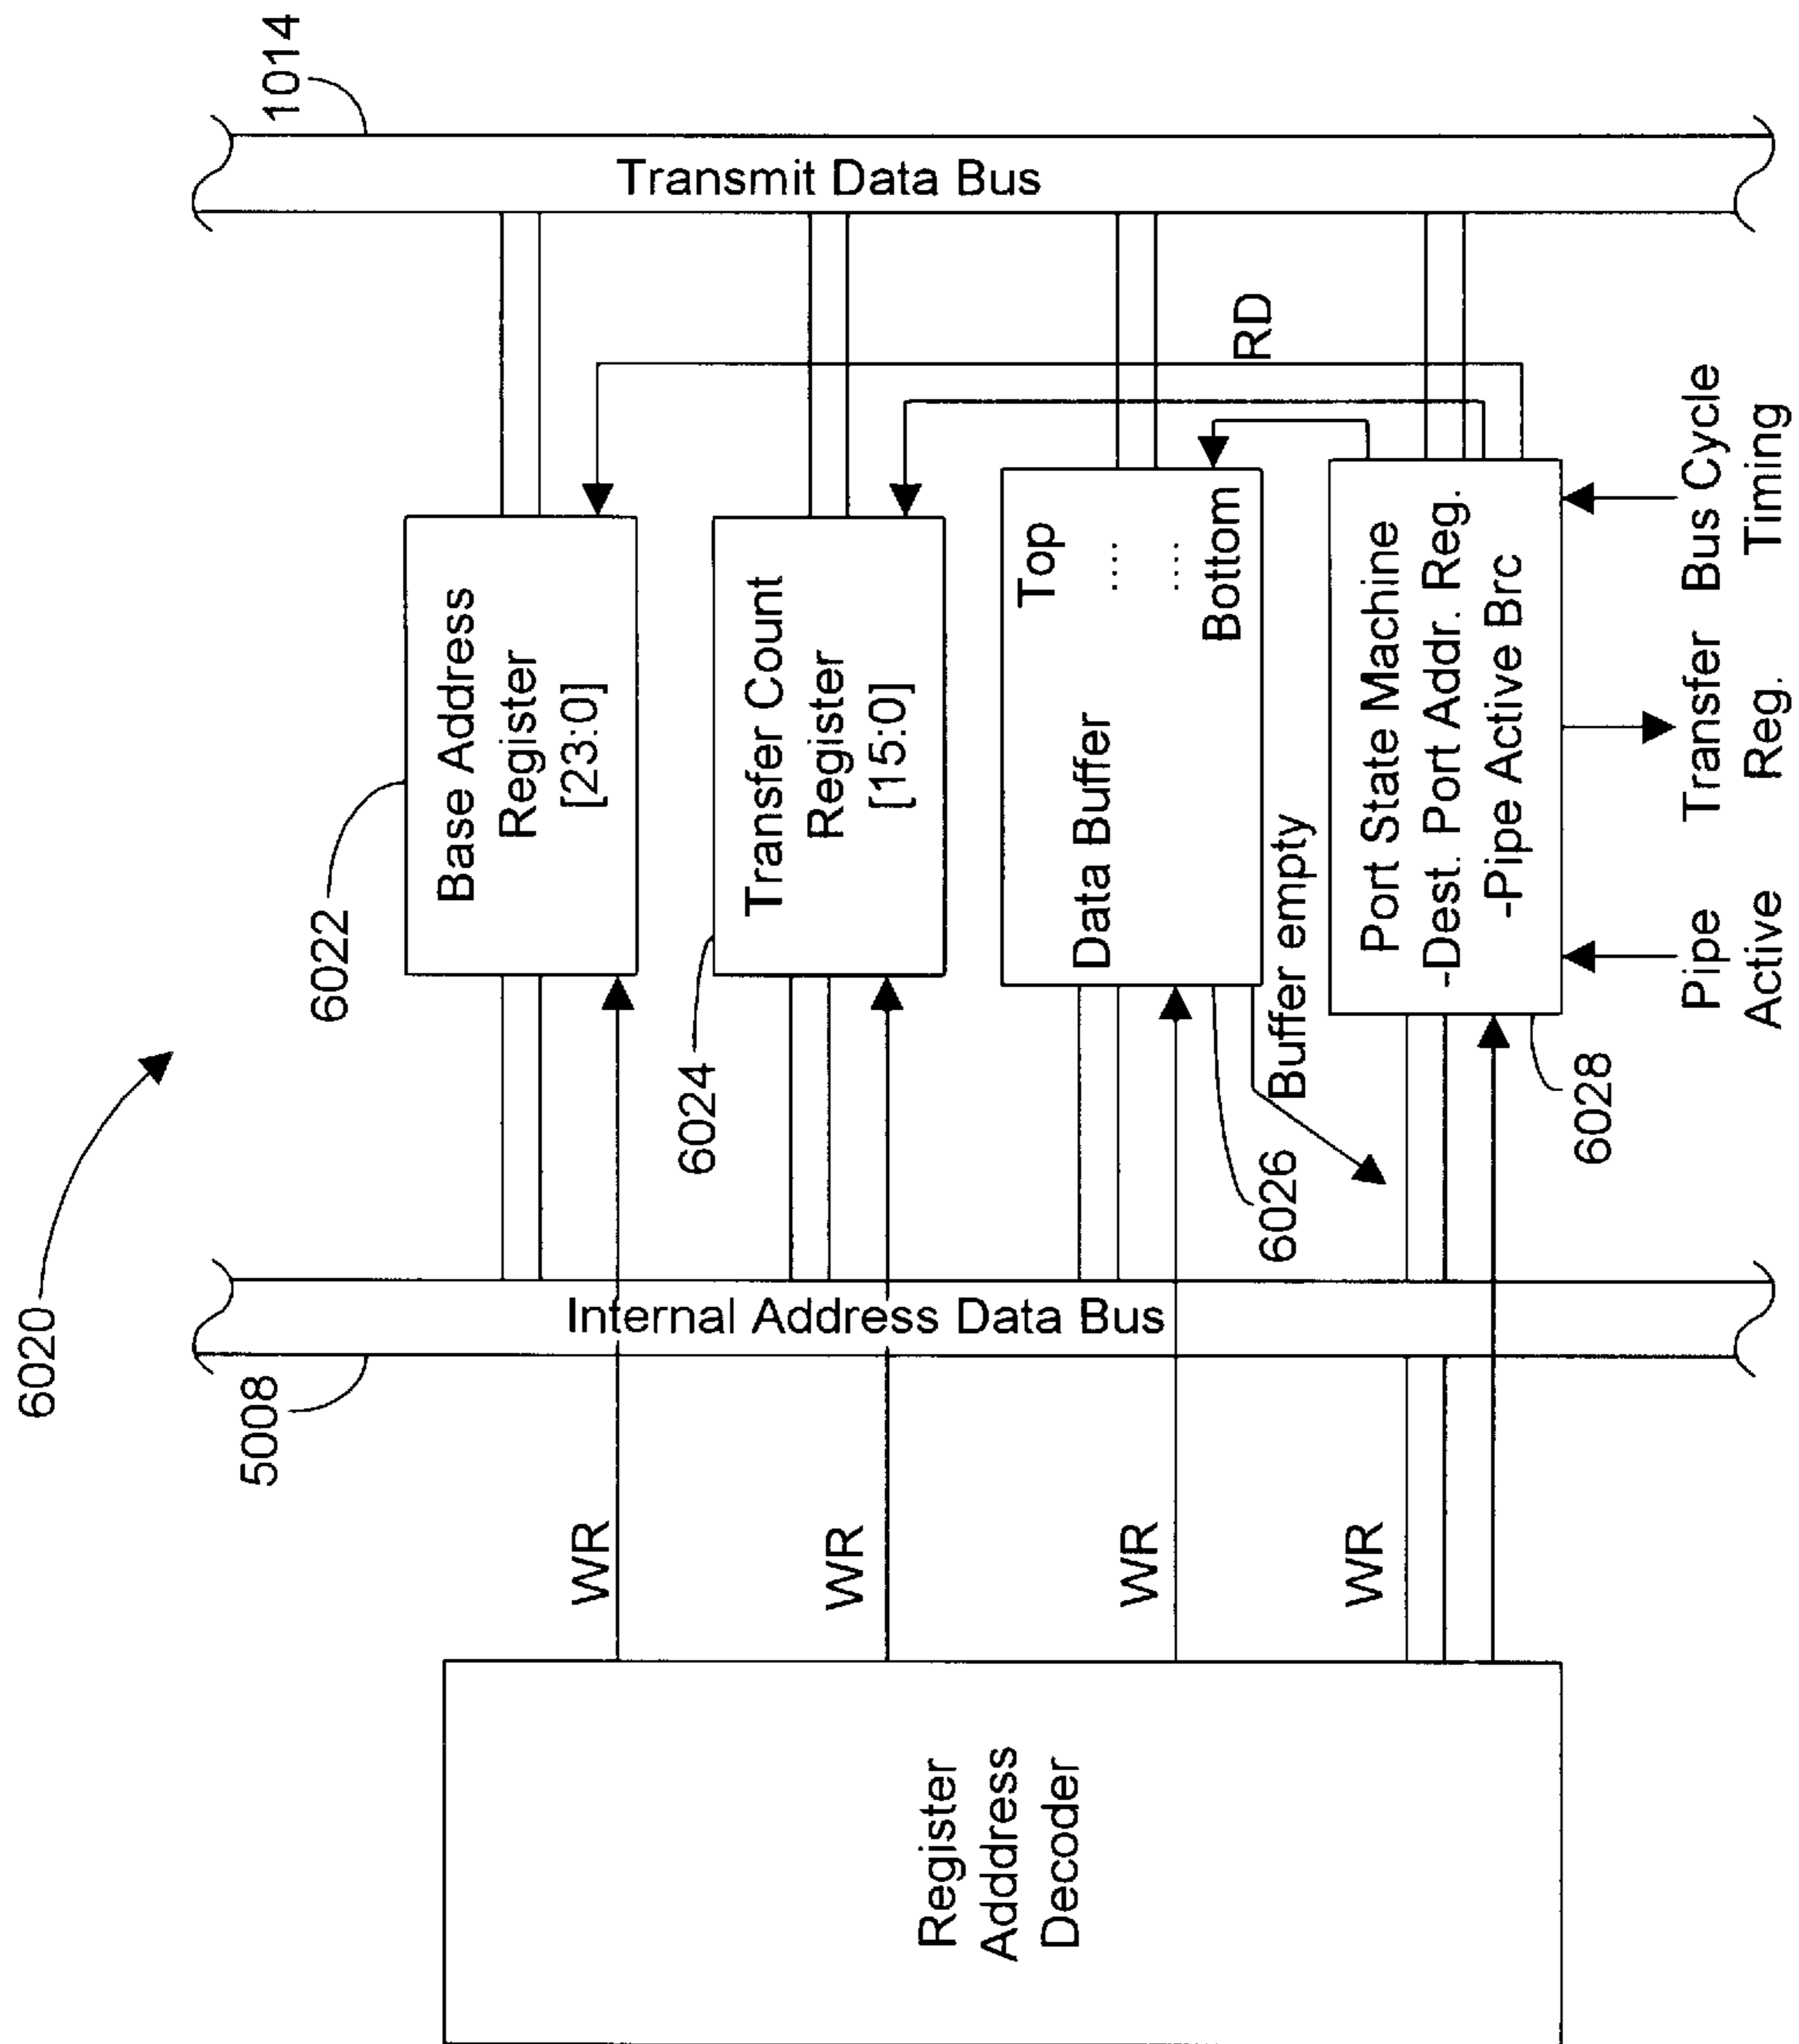 6020
5008
1014
Internal Address Data Bus
Transmit Data Bus
Register
Adddress
Decoder
WR
WR
WR
WR
6022
Base Address
Register
[23:0]
6024
Transfer Count
Register
[15:0]
Data Buffer
Top
....
....
Bottom
6026
Buffer empty
RD
Port State Machine
-Dest. Port Addr. Reg.
-Pipe Active Brc
6028
Pipe
Active
Transfer
Reg.
Bus Cycle
Timing